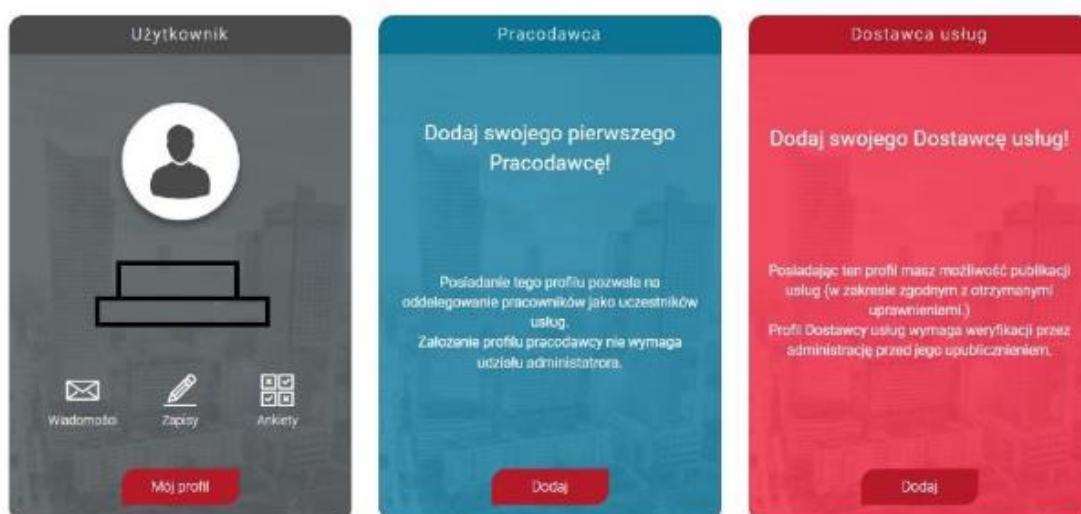 Użytkownik
Wiadomości
Zapisy
Ankiety
Mój profil
Pracodawca
Dodaj swojego pierwszego
Pracodawcę!
Posiadanie tego profilu pozwala na
oddelegowanie pracowników jako uczestników
usług.
Założenie profilu pracodawcy nie wymaga
udziału administratrora.
Dodaj
Dostawca usług
Dodaj swojego Dostawcę usług!
Posiadając ten profil masz możliwość publikacji
usług (w zakresie zgodnym z otrzymanymi
uprawnieniami.)
Profil Dostawcy usług wymaga weryfikacji przez
administrację przed jego upublicznieniem.
Dodaj